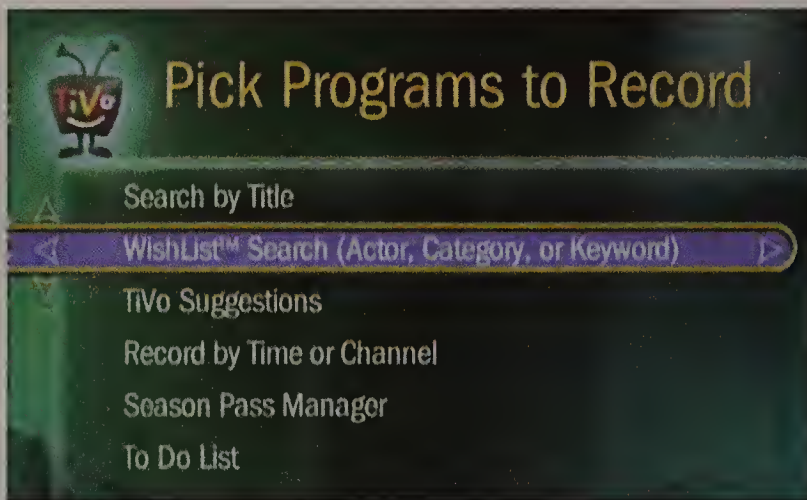 TiVo
Pick Programs to Record
Search by Title
WishList™ Search (Actor, Category, or Keyword)
TiVo Suggestions
Record by Time or Channel
Season Pass Manager
To Do List